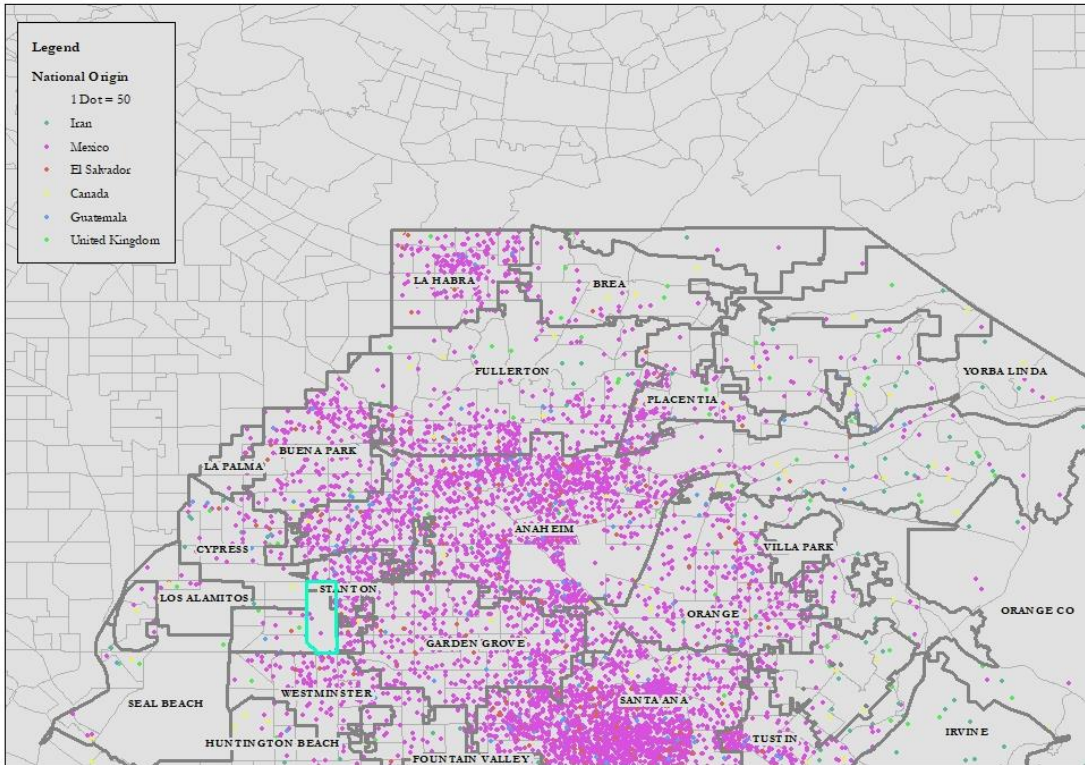 Legend
National Origin
1 Dot = 50
Iran
Mexico
El Salvador
Canada
Guatemala
United Kingdom
LA HABRA
BREA
FULLERTON
YORBA LINDA
PLACENTIA
BUENA PARK
LA PALMA
ANAHEIM
CYPRESS
VILLA PARK
STANTON
LOS ALAMITOS
ORANGE
ORANGE CO
GARDEN GROVE
WESTMINSTER
SANTA ANA
SEAL BEACH
IRVINE
TUSTIN
HUNTINGTON BEACH
FOUNTAIN VALLEY